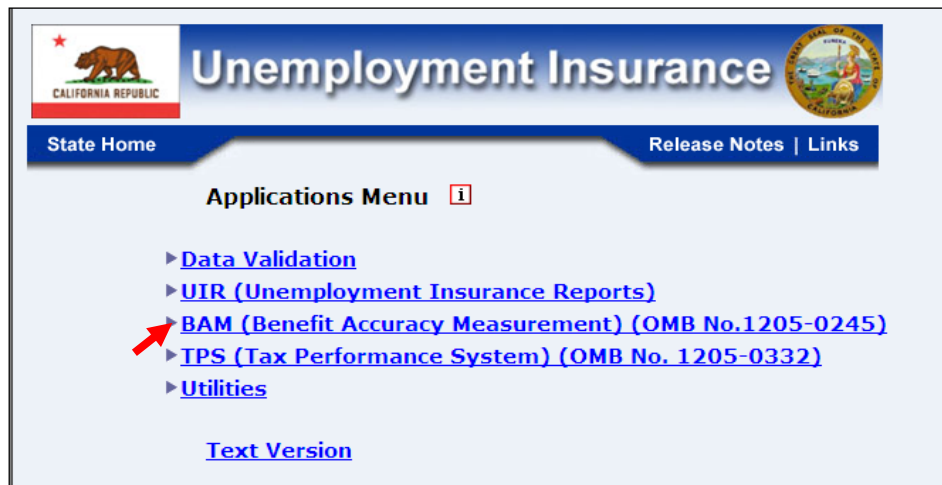 CALIFORNIA REPUBLIC
Unemployment Insurance
State Home
Release Notes | Links
Applications Menu i
Data Validation
UIR (Unemployment Insurance Reports)
BAM (Benefit Accuracy Measurement) (OMB No.1205-0245)
TPS (Tax Performance System) (OMB No. 1205-0332)
Utilities
Text Version